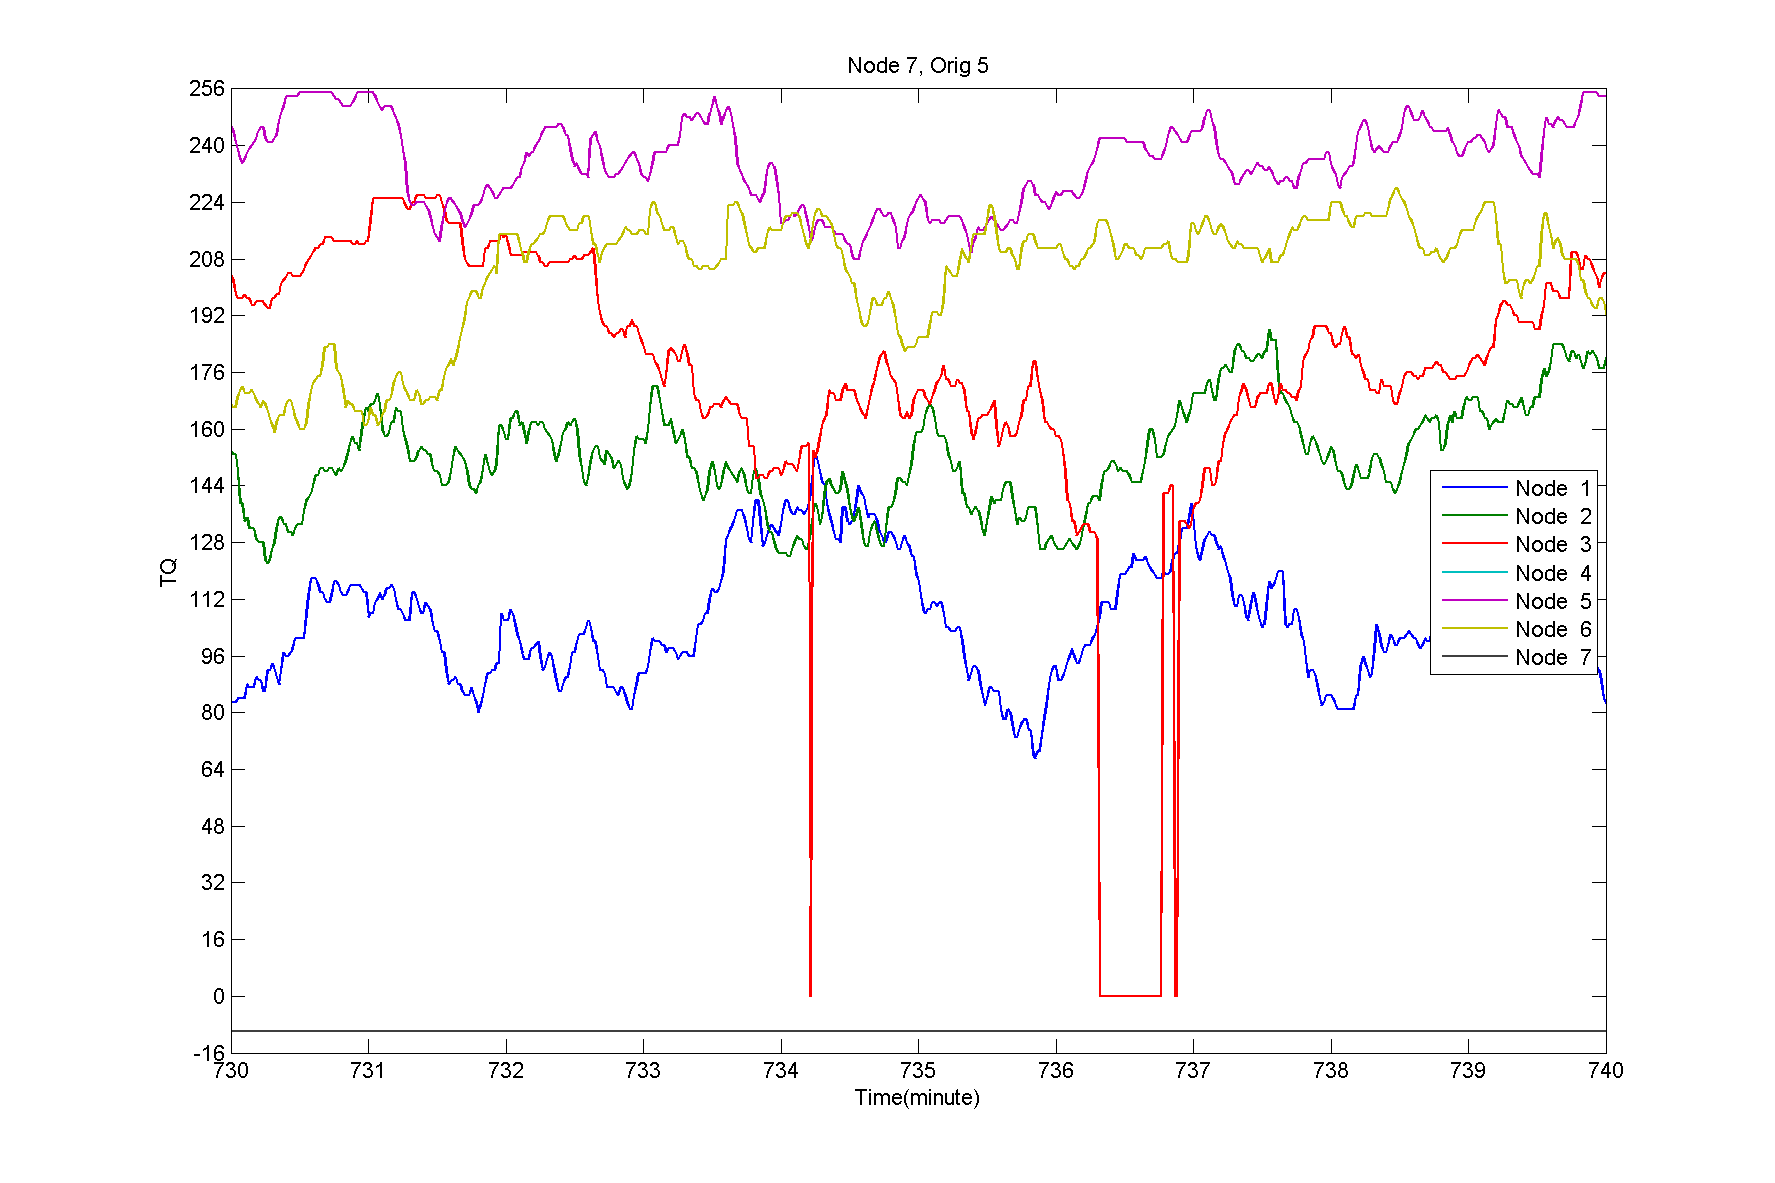 Node 7, Orig 5
256
240
224
208
192
176
160
144
128
112
96
80
64
48
32
16
0
-16
TQ
Node 1
Node 2
Node 3
Node 4
Node 5
Node 6
Node 7
730 731 732 733 734 735 736 737 738 739 740
Time(minute)